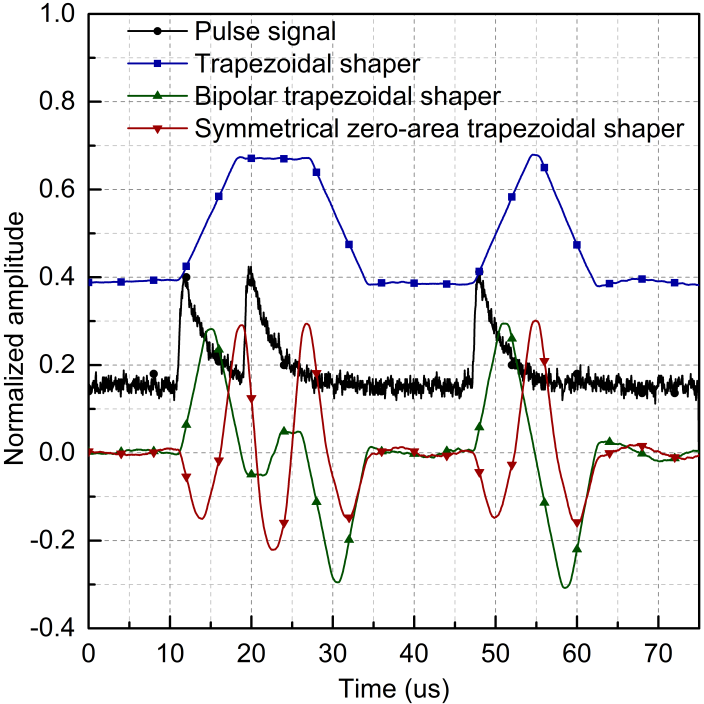 Pulse signal
Trapezoidal shaper
Bipolar trapezoidal shaper
Symmetrical zero-area trapezoidal shaper
Normalized amplitude
1.0
0.8
0.6
0.4
0.2
0.0
-0.2
-0.4
0 10 20 30 40 50 60 70
Time (us)